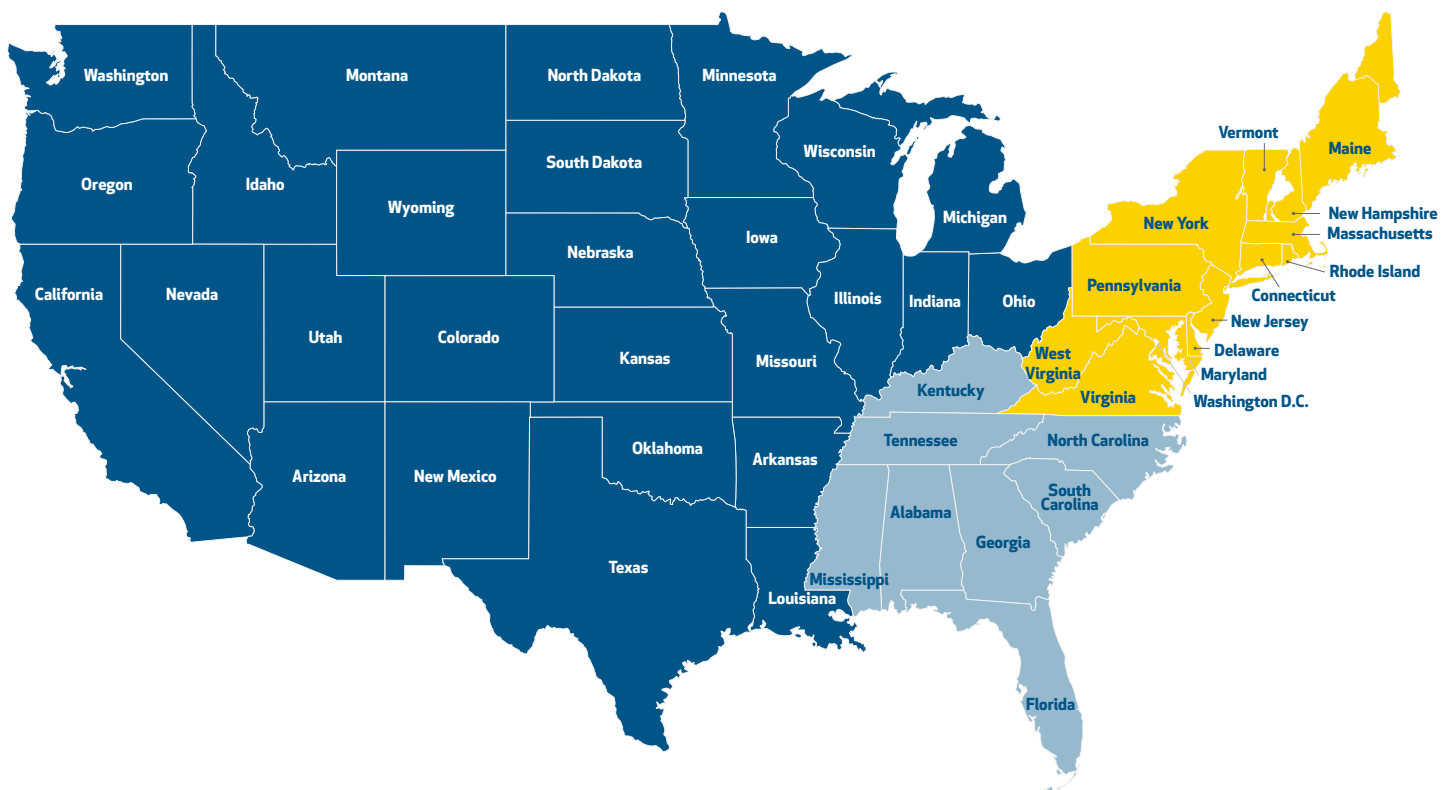 Washington
Montana
North Dakota
Minnesota
Vermont
Maine
Wisconsin
South Dakota
Oregon
Idaho
Wyoming
Michigan
New York
New Hampshire
Massachusetts
Iowa
Nebraska
Rhode Island
Pennsylvania
Connecticut
California
Nevada
Illinois
Indiana
Ohio
New Jersey
Utah
Colorado
Delaware
Kansas
Missouri
West
Virginia
Maryland
Kentucky
Virginia
Washington D.C.
Tennessee
North Carolina
Oklahoma
Arkansas
Arizona
New Mexico
South
Carolina
Alabama
Georgia
Texas
Mississippi
Louisiana
Florida